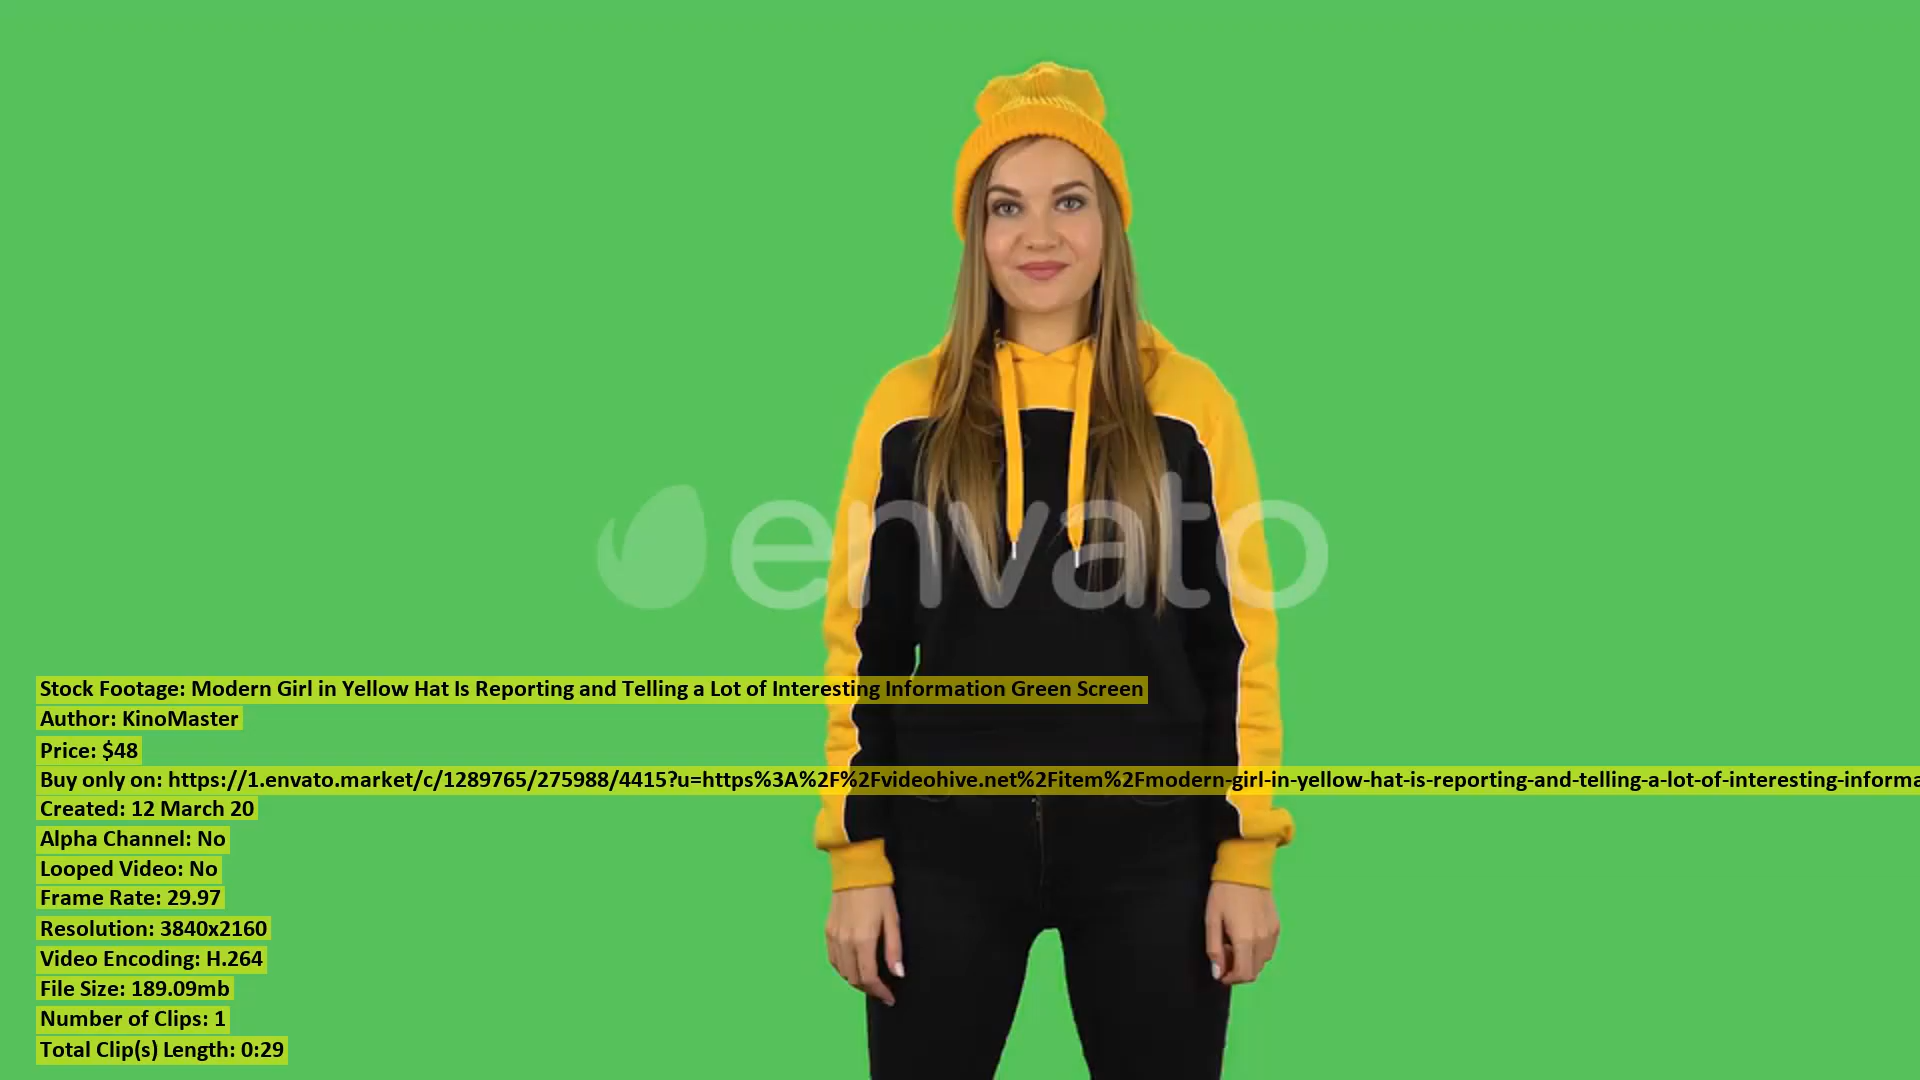 envato
Stock Footage: Modern Girl in Yellow Hat Is Reporting and Telling a Lot of Interesting Information Green Screen
Author: KinoMaster
Price: $48
Buy only on: https://1.envato.market/c/1289765/275988/4415?u=https%3A%2F%2Fvideohive.net%2Fitem%2Fmodern-girl-in-yellow-hat-is-reporting-and-telling-a-lot-of-interesting-informa
Created: 12 March 20
Alpha Channel: No
Looped Video: No
Frame Rate: 29.97
Resolution: 3840x2160
Video Encoding: H.264
File Size: 189.09mb
Number of Clips: 1
Total Clip(s) Length: 0:29